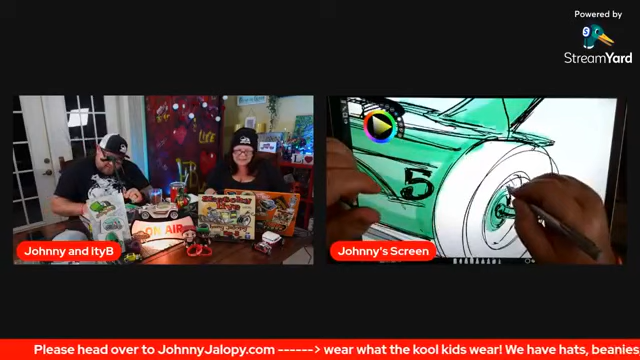 Powered by
StreamYard
LIFE
ON AIR
5
Johnny and ItyB
Johnny's Screen
Please head over to JohnnyJalopy.com ------> wear what the kool kids wear! We have hats, beanies